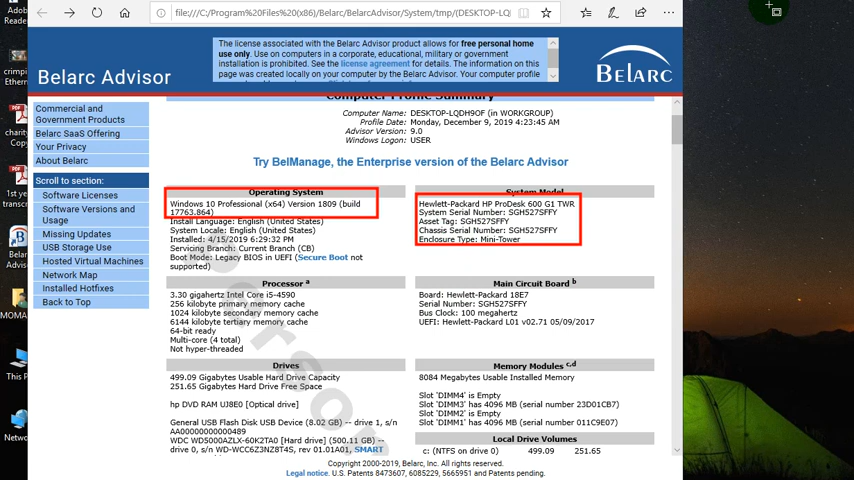 file:///C:/Program%20Files%20(x86)/Belarc/BelarcAdvisor/System/tmp/(DESKTOP-LQD
The license associated with the Belarc Advisor product allows for free personal home
use only. Use on computers in a corporate, educational, military or government
installation is prohibited. See the license agreement for details. The information on
this page was created locally on your computer by the Belarc Advisor. Your computer profile
Belarc Advisor
BELARC
Reade
crimpi
Ethern
charity
1st ye
Belar
Adviso
MOMA
This P
Netwo
Commercial and
Government Products
Belarc SaaS Offering
Your Privacy
About Belarc
Scroll to section:
Software Licenses
Software Versions and
Usage
Missing Updates
USB Storage Use
Hosted Virtual Machines
Network Map
Installed Hotfixes
Back to Top
Computer Profile Summary
Computer Name: DESKTOP-LQDH9OF (in WORKGROUP)
Profile Date: Monday, December 9, 2019 4:23:45 AM
Advisor Version: 9.0
Windows Logon: USER
Try BelManage, the Enterprise version of the Belarc Advisor
Operating System
Windows 10 Professional (x64) Version 1809 (build
17763.864)
Install Language: English (United States)
System Locale: English (United States)
Installed: 4/15/2019 6:29:32 PM
Servicing Branch: Current Branch (CB)
Boot Mode: Legacy BIOS in UEFI (Secure Boot not
supported)
System Model
Hewlett-Packard HP ProDesk 600 G1 TWR
System Serial Number: SGH527SFFY
Asset Tag: SGH527SFFY
Chassis Serial Number: SGH527SFFY
Enclosure Type: Mini-Tower
Processor a
3.30 gigahertz Intel Core i5-4590
256 kilobyte primary memory cache
1024 kilobyte secondary memory cache
6144 kilobyte tertiary memory cache
64-bit ready
Multi-core (4 total)
Not hyper-threaded
Main Circuit Board b
Board: Hewlett-Packard 18E7
Serial Number: SGH527SFFY
Bus Clock: 100 megahertz
UEFI: Hewlett-Packard L01 v02.71 05/09/2017
Drives
499.09 Gigabytes Usable Hard Drive Capacity
251.65 Gigabytes Hard Drive Free Space
hp DVD RAM UJ8E0 [Optical drive]
General USB Flash Disk USB Device (8.02 GB) -- drive 1, s/n
AA00000000000489
WDC WD5000AZLX-60K2TA0 [Hard drive] (500.11 GB) --
drive 0, s/n WD-WCC6Z3NZ8T4S, rev 01.01A01, SMART
Memory Modules c,d
8084 Megabytes Usable Installed Memory
Slot 'DIMM4' is Empty
Slot 'DIMM3' has 4096 MB (serial number 23D01CB7)
Slot 'DIMM2' is Empty
Slot 'DIMM1' has 4096 MB (serial number 011C9E07)
Local Drive Volumes
c: (NTFS on drive 0) 499.09 251.65
Copyright 2000-2019, Belarc, Inc. All rights reserved.
Legal notice. U.S. Patents 8473607, 6085229, 5665951 and Patents pending.